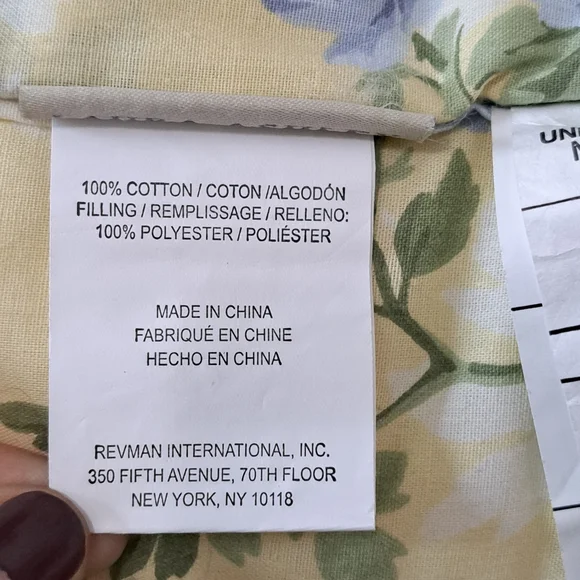 100% COTTON / COTON /ALGODÓN
FILLING / REMPLISSAGE / RELLENO:
100% POLYESTER / POLIÉSTER
MADE IN CHINA
FABRIQUÉ EN CHINE
HECHO EN CHINA
REVMAN INTERNATIONAL, INC.
350 FIFTH AVENUE, 70TH FLOOR
NEW YORK, NY 10118